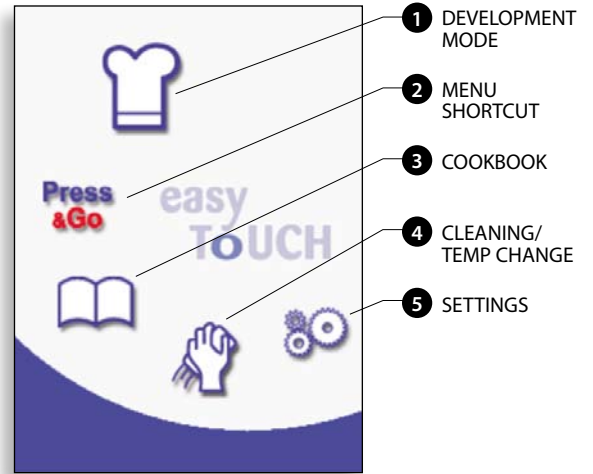 1 DEVELOPMENT
MODE
2 MENU
SHORTCUT
3 COOKBOOK
4 CLEANING/
TEMP CHANGE
5 SETTINGS
Press
&Go
easy
ToUCH